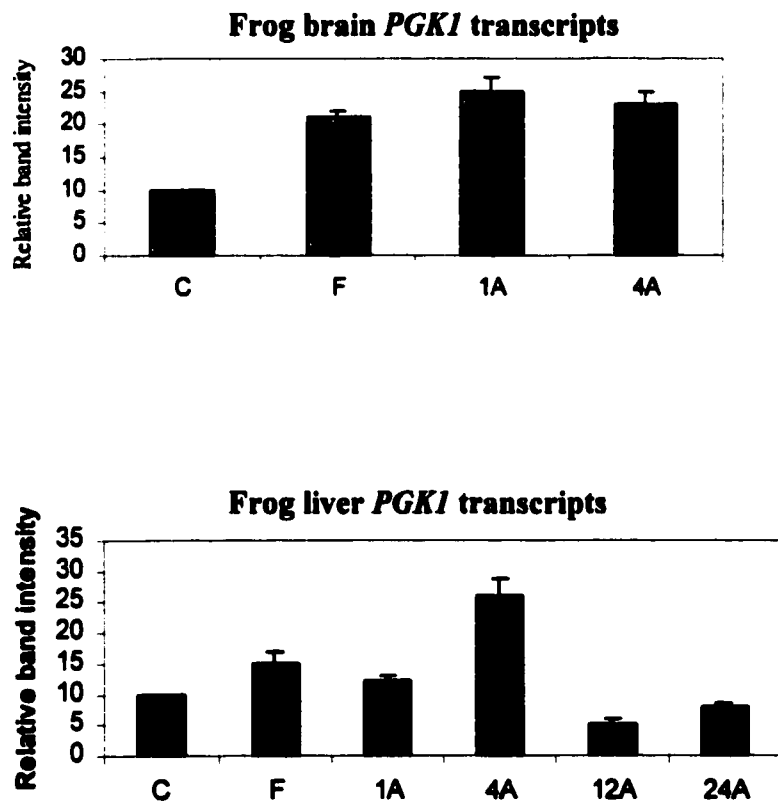 Frog brain PGK1 transcripts
Relative band intensity
30
25
20
15
10
5
0
C F 1A 4A
Frog liver PGK1 transcripts
Relative band intensity
35
30
25
20
15
10
5
0
C F 1A 4A 12A 24A